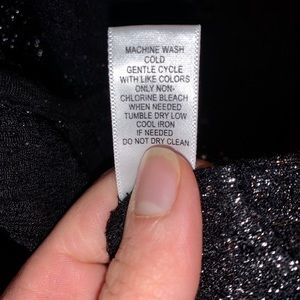 MACHINE WASH
COLD
GENTLE CYCLE
WITH LIKE COLORS
ONLY NON-
CHLORINE BLEACH
WHEN NEEDED
TUMBLE DRY LOW
COOL IRON
IF NEEDED
DO NOT DRY CLEAN